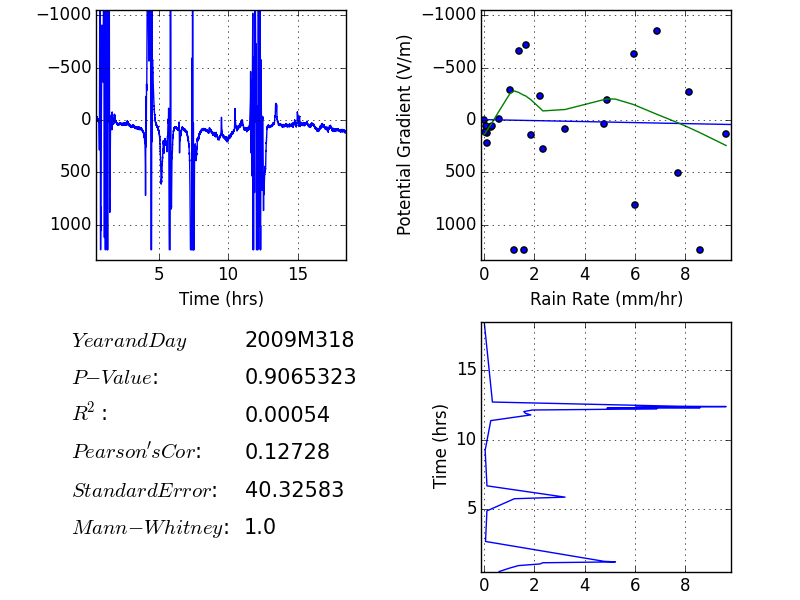 −1000
−500
0
500
1000
5 10 15
Time (hrs)
−1000
−500
0
500
1000
Potential Gradient (V/m)
0 2 4 6 8
Rain Rate (mm/hr)
YearandDay 2009M318
P−Value: 0.9065323
R²: 0.00054
Pearson′sCor: 0.12728
StandardError: 40.32583
Mann−Whitney: 1.0
15
10
5
Time (hrs)
0 2 4 6 8